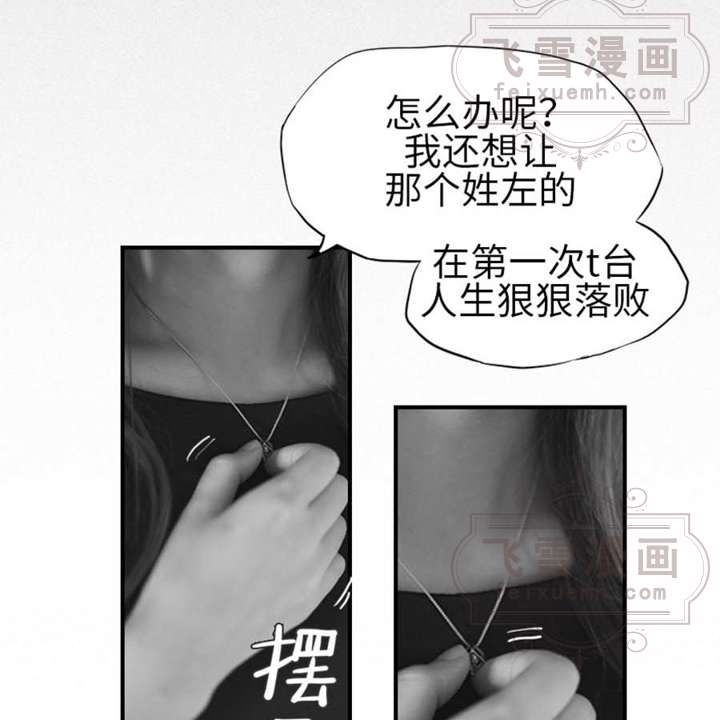 飞雪漫画
feixuemh.com
怎么办呢?
我还想让
那个姓左的
在第一次t台
人生狠狠落败
飞雪漫画
feixuemh.com
摆